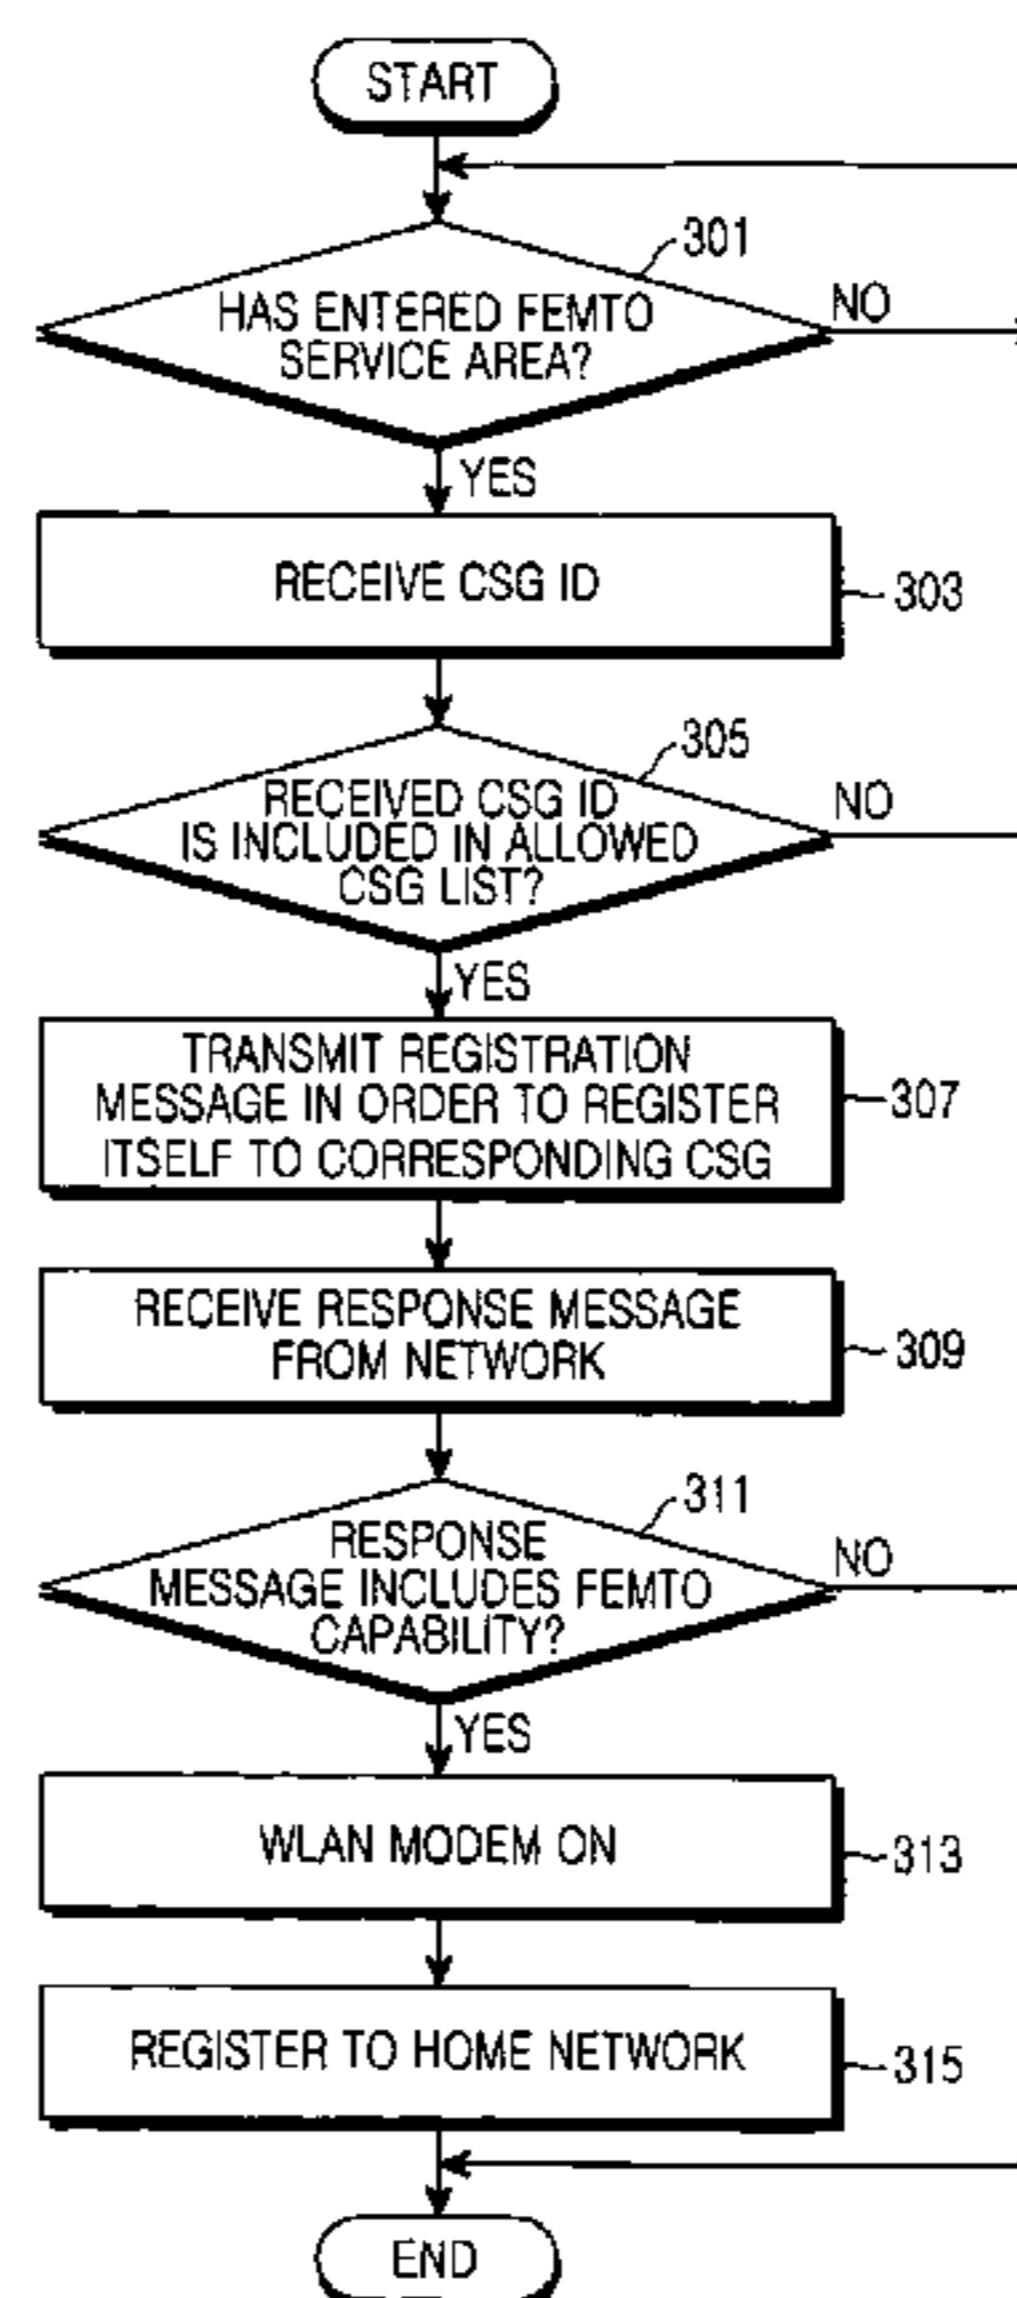 START
301
HAS ENTERED FEMTO
SERVICE AREA?
NO
YES
RECEIVE CSG ID
303
305
RECEIVED CSG ID
IS INCLUDED IN ALLOWED
CSG LIST?
NO
YES
TRANSMIT REGISTRATION
MESSAGE IN ORDER TO REGISTER
ITSELF TO CORRESPONDING CSG
307
RECEIVE RESPONSE MESSAGE
FROM NETWORK
309
311
RESPONSE
MESSAGE INCLUDES FEMTO
CAPABILITY?
NO
YES
WLAN MODEM ON
313
REGISTER TO HOME NETWORK
315
END